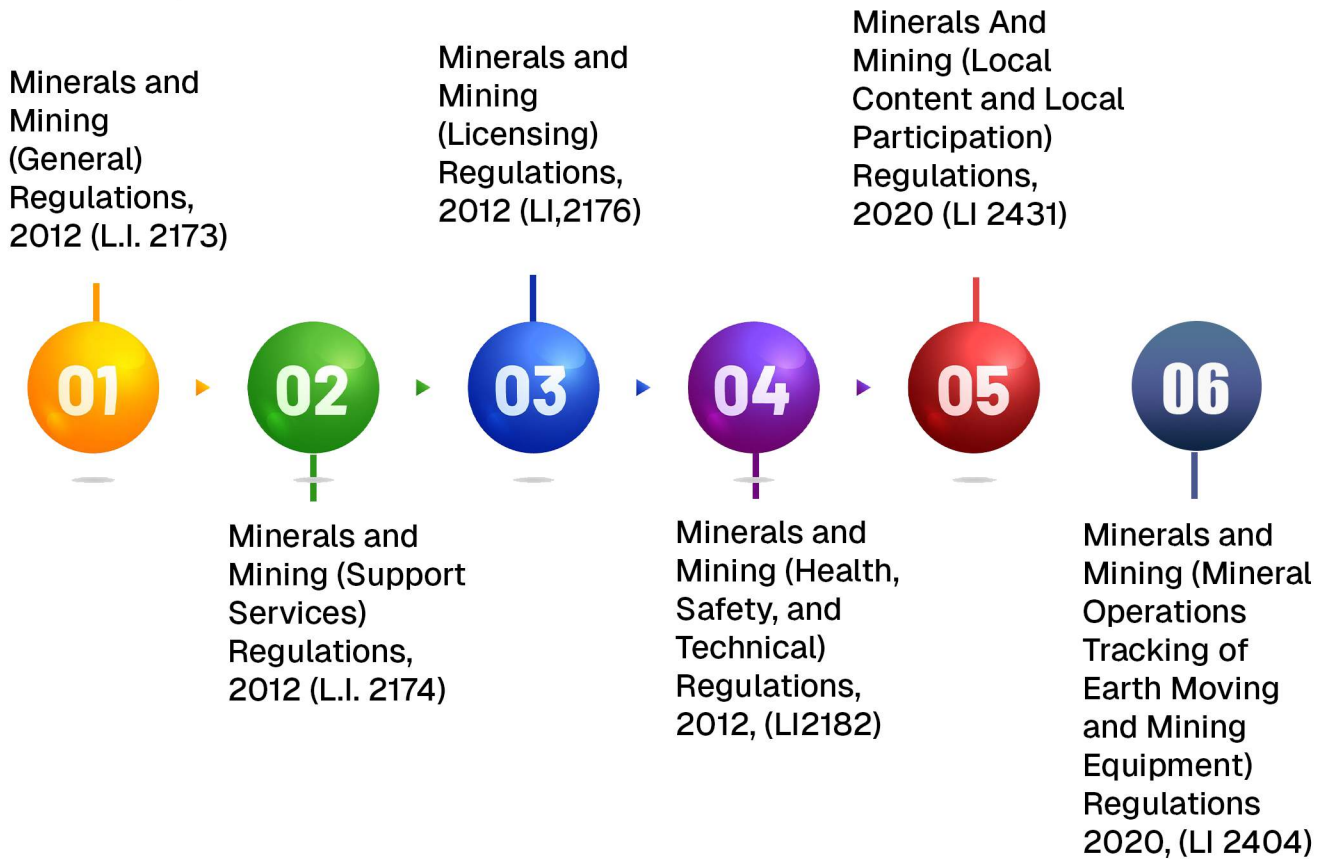 Minerals and
Mining
(General)
Regulations,
2012 (L.I. 2173)
01
02
Minerals and
Mining (Support
Services)
Regulations,
2012 (L.I. 2174)
Minerals and
Mining
(Licensing)
Regulations,
2012 (LI,2176)
03
04
Minerals and
Mining (Health,
Safety, and
Technical)
Regulations,
2012, (LI2182)
Minerals And
Mining (Local
Content and Local
Participation)
Regulations,
2020 (LI 2431)
05
06
Minerals and
Mining (Mineral
Operations
Tracking of
Earth Moving
and Mining
Equipment)
Regulations
2020, (LI 2404)